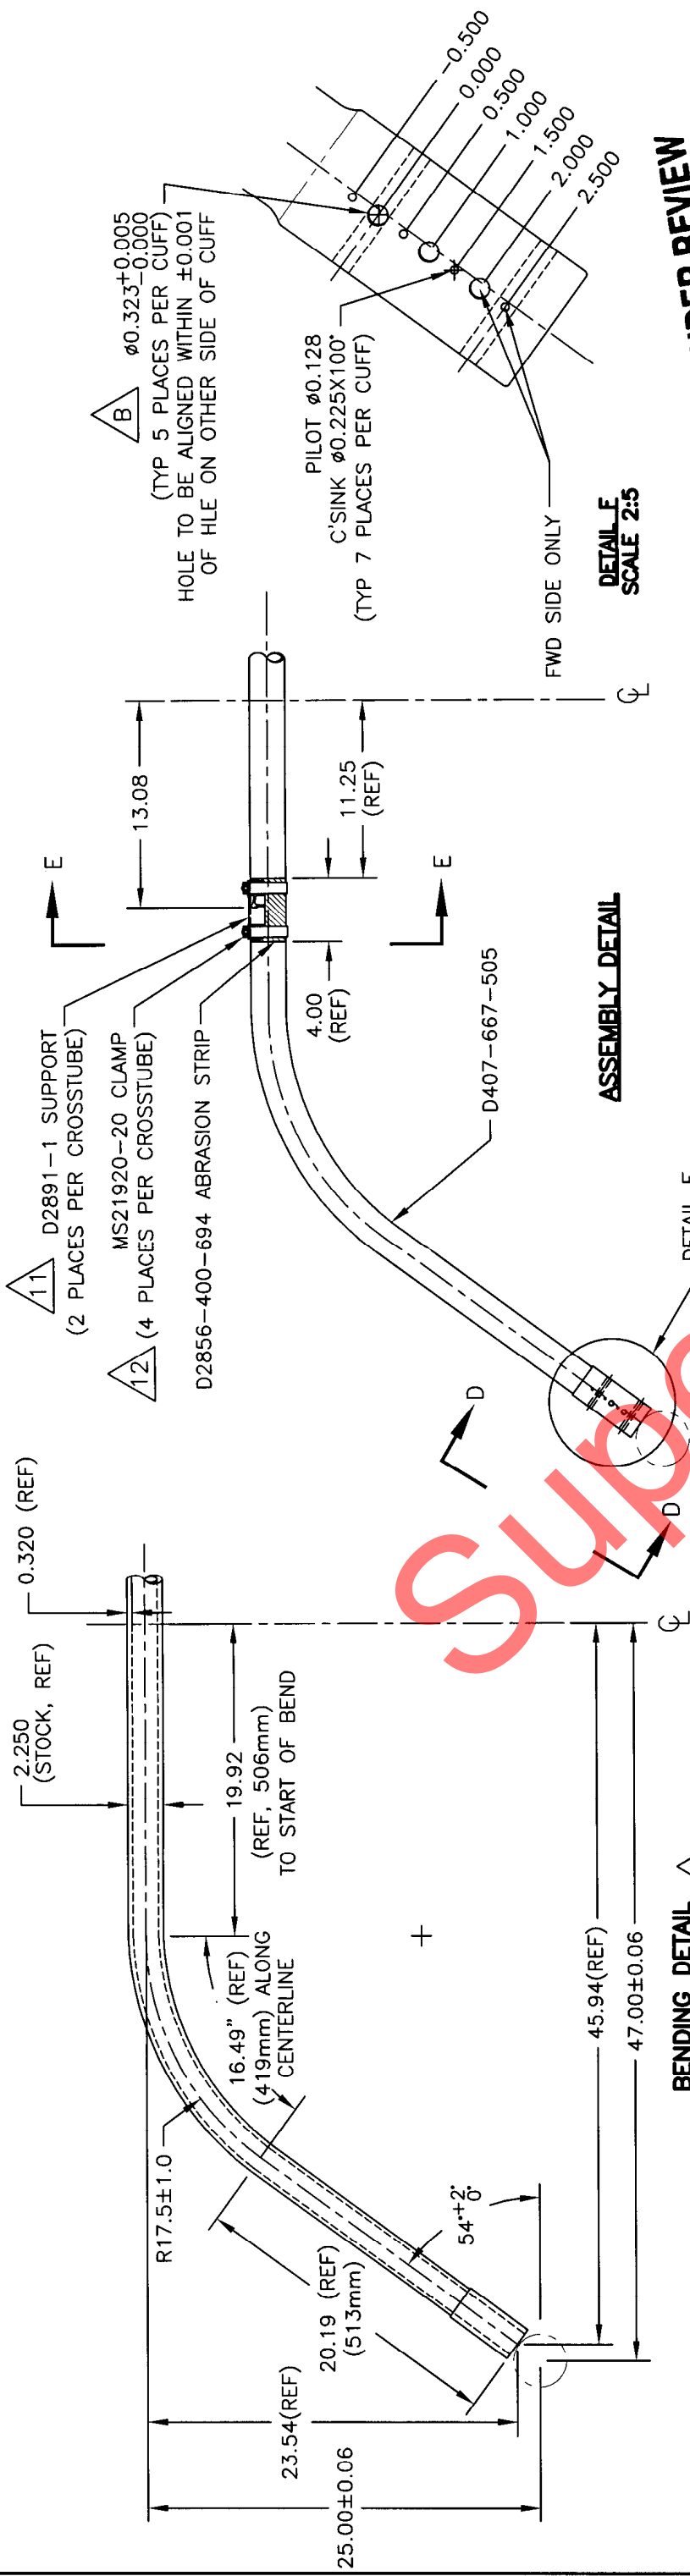 2.250
(STOCK, REF)
0.320 (REF)
19.92
(REF, 506mm)
TO START OF BEND
16.49" (REF)
(419mm) ALONG
CENTERLINE
R17.5±1.0
20.19 (REF)
(513mm)
54°+2°
0°
23.54(REF)
25.00±0.06
45.94(REF)
47.00±0.06
℄
BENDING DETAIL
11
D2891-1 SUPPORT
(2 PLACES PER CROSSTUBE)
MS21920-20 CLAMP
12
(4 PLACES PER CROSSTUBE)
D2856-400-694 ABRASION STRIP
E
E
13.08
11.25
(REF)
4.00
(REF)
D407-667-505
D
D
℄
ASSEMBLY DETAIL
B
ø0.323+0.005
-0.000
(TYP 5 PLACES PER CUFF)
HOLE TO BE ALIGNED WITHIN ±0.001
OF HLE ON OTHER SIDE OF CUFF
PILOT ø0.128
C'SINK ø0.225X100°
(TYP 7 PLACES PER CUFF)
-0.500
0.000
0.500
1.000
1.500
2.000
2.500
FWD SIDE ONLY
DETAIL F
SCALE 2:5
REVIEW